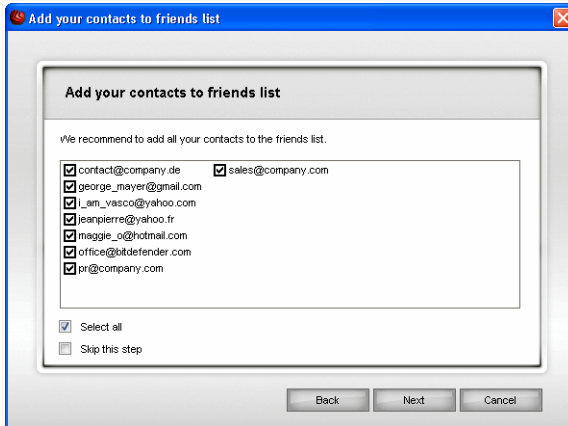 Add your contacts to friends list
Add your contacts to friends list
We recommend to add all your contacts to the friends list.
contact@company.de sales@company.com
george_mayer@gmail.com
i_am_vasco@yahoo.com
jeanpierre@yahoo.fr
maggie_o@hotmail.com
office@bitdefender.com
pr@company.com
Select all
Skip this step
Back Next Cancel